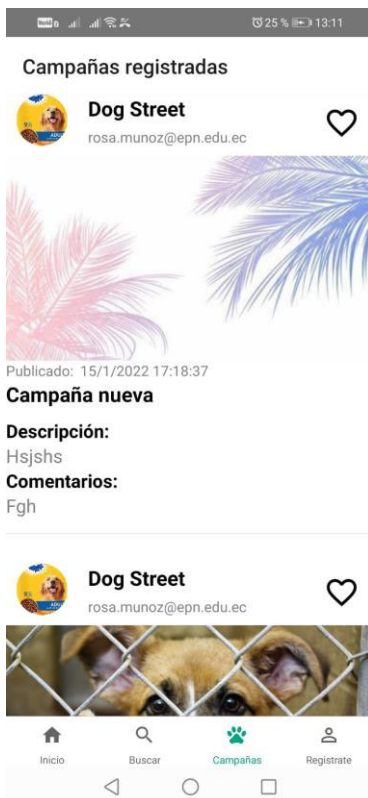 25 % 13:11
Campañas registradas
Dog Street
rosa.munoz@epn.edu.ec
Publicado: 15/1/2022 17:18:37
Campaña nueva
Descripción:
Hsjshs
Comentarios:
Fgh
Dog Street
rosa.munoz@epn.edu.ec
Inicio
Buscar
Campañas
Registrate